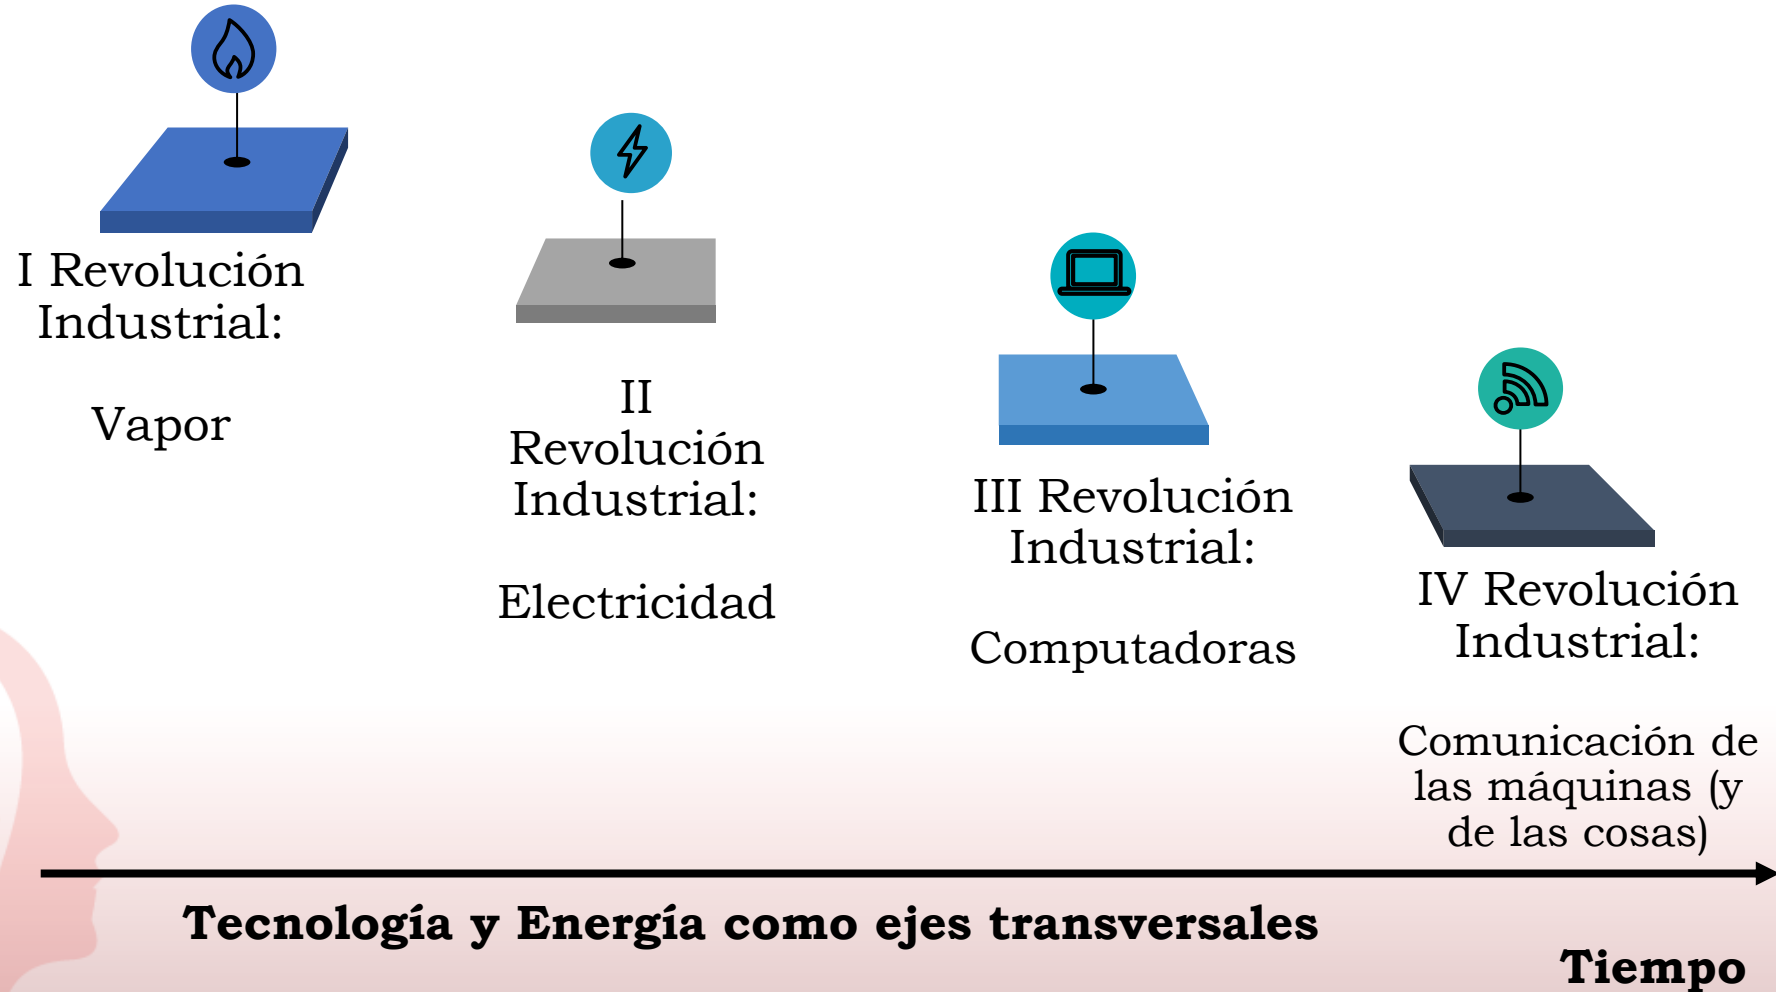 I Revolución
Industrial:
Vapor
II
Revolución
Industrial:
Electricidad
III Revolución
Industrial:
Computadoras
IV Revolución
Industrial:
Comunicación de
las máquinas (y
de las cosas)
Tecnología y Energía como ejes transversales
Tiempo